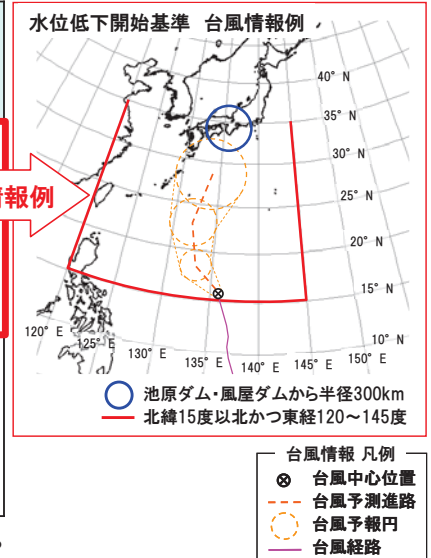 水位低下開始基準 台風情報例
40° N
35° N
30° N
25° N
20° N
15° N
10° N
120° E
125° E
130° E
135° E
140° E
145° E
150° E
報例
池原ダム・風屋ダムから半径300km
北緯15度以北かつ東経120~145度
台風情報 凡例
台風中心位置
台風予測進路
台風予報円
台風経路